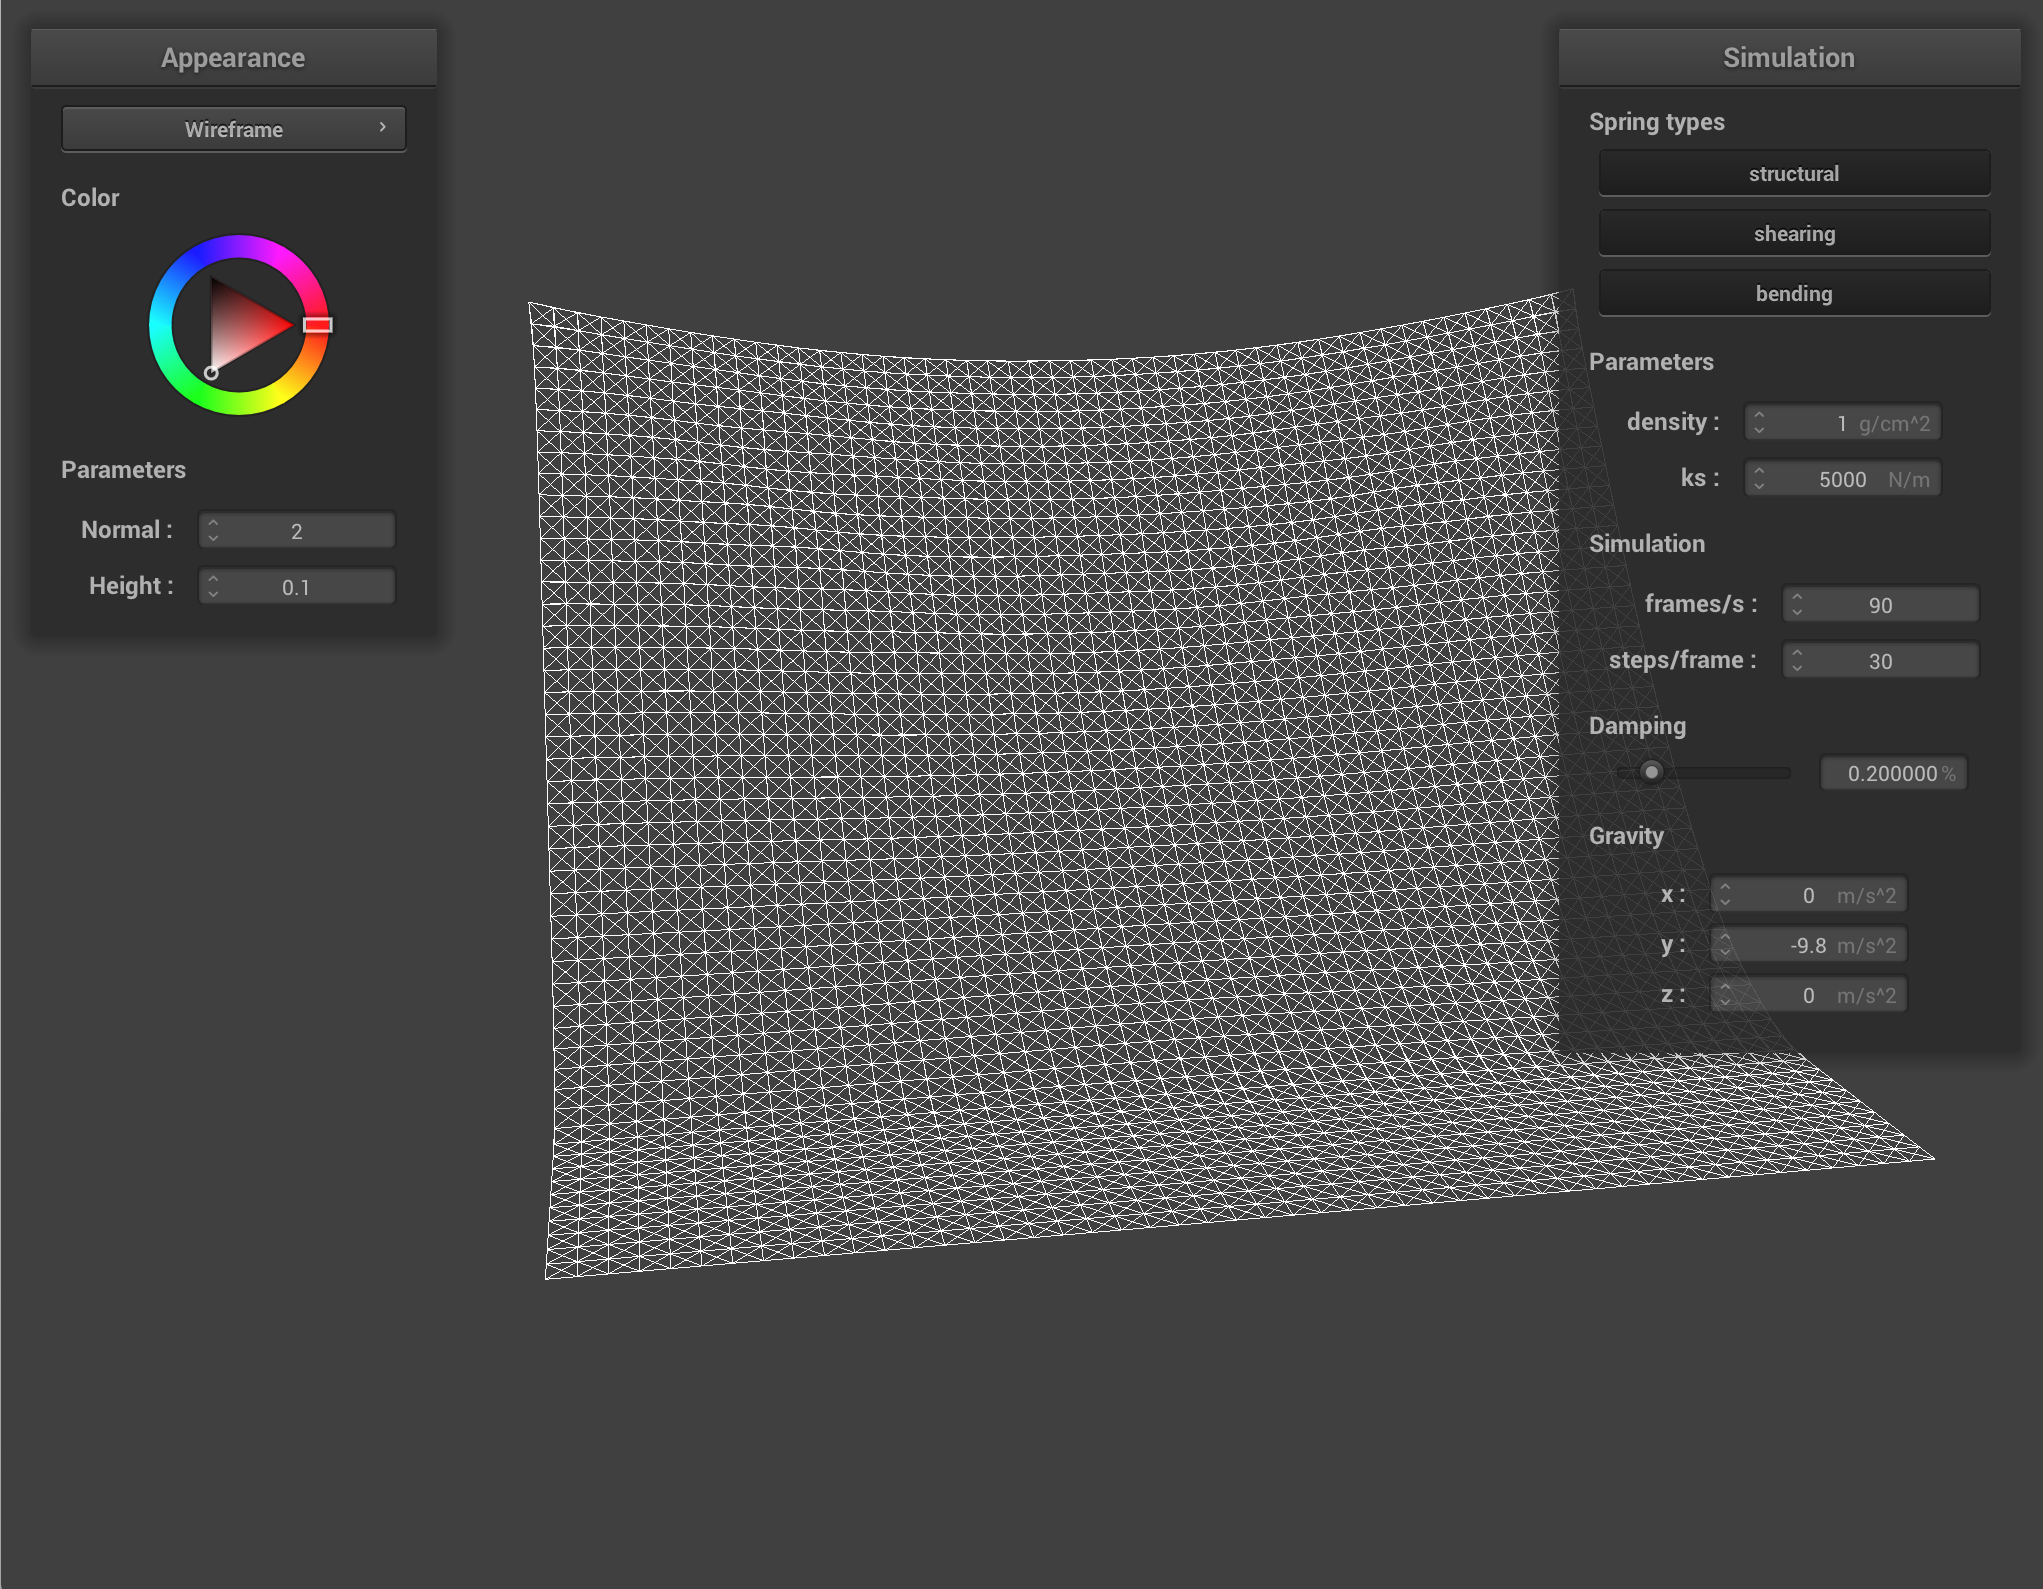 Appearance
Wireframe
Color
Parameters
Normal : 2
Height : 0.1
Simulation
Spring types
structural
shearing
bending
Parameters
density : 1 g/cm^2
ks : 5000 N/m
Simulation
frames/s : 90
steps/frame : 30
Damping
0.200000 %
Gravity
x : 0 m/s^2
y : -9.8 m/s^2
z : 0 m/s^2